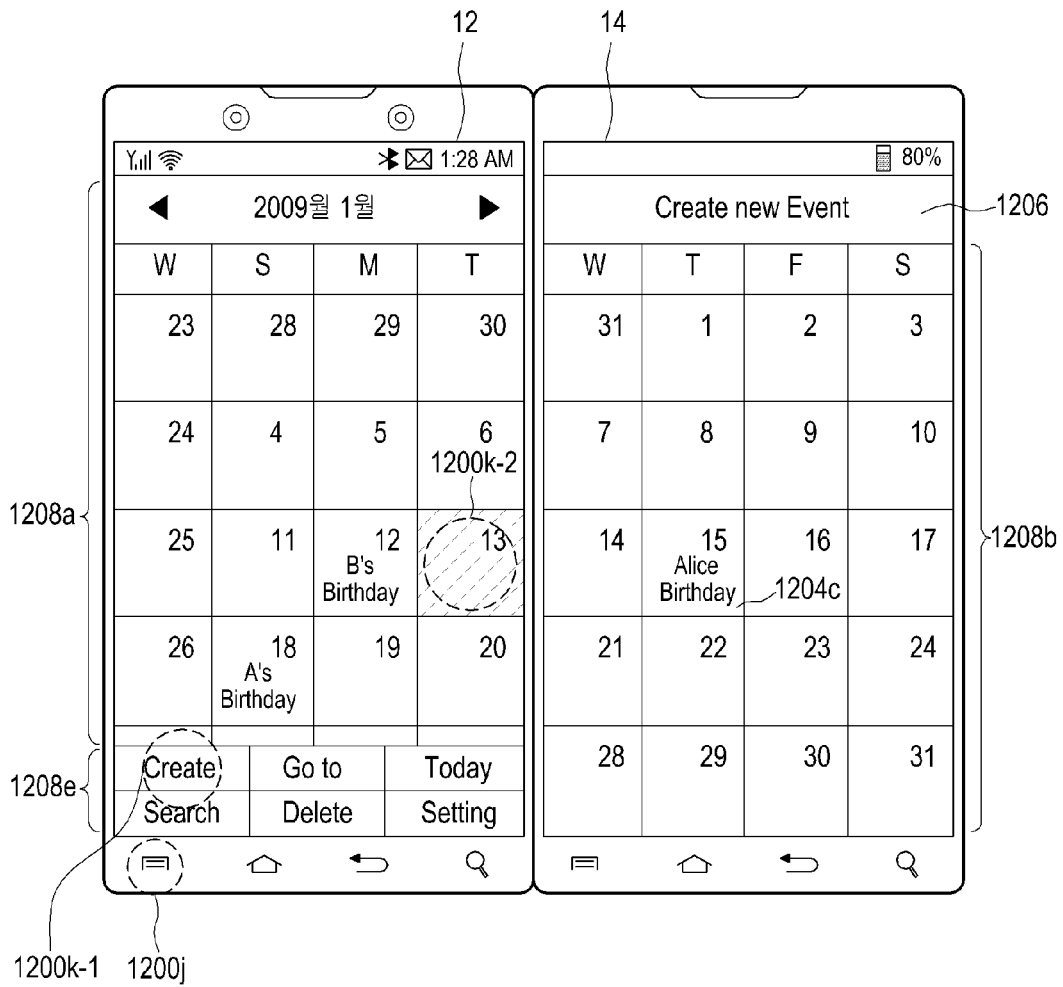 12
14
1:28 AM
80%
2009월 1월
Create new Event
1206
W S M T
W T F S
23 28 29 30
31 1 2 3
24 4 5 6
7 8 9 10
1200k-2
1208a
25 11 12 13
B's
Birthday
14 15 16 17
Alice
Birthday
1204c
1208b
26 18 19 20
A's
Birthday
21 22 23 24
1208e
Create Go to Today
Search Delete Setting
28 29 30 31
1200k-1
1200j